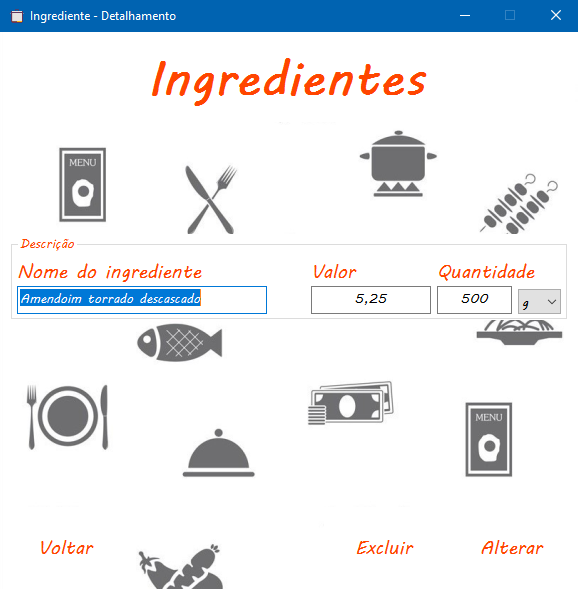 Ingrediente - Detalhamento
Ingredientes
MENU
Descrição
Nome do ingrediente Valor Quantidade
Amendoim torrado descascado 5,25 500 g
MENU
Voltar Excluir Alterar